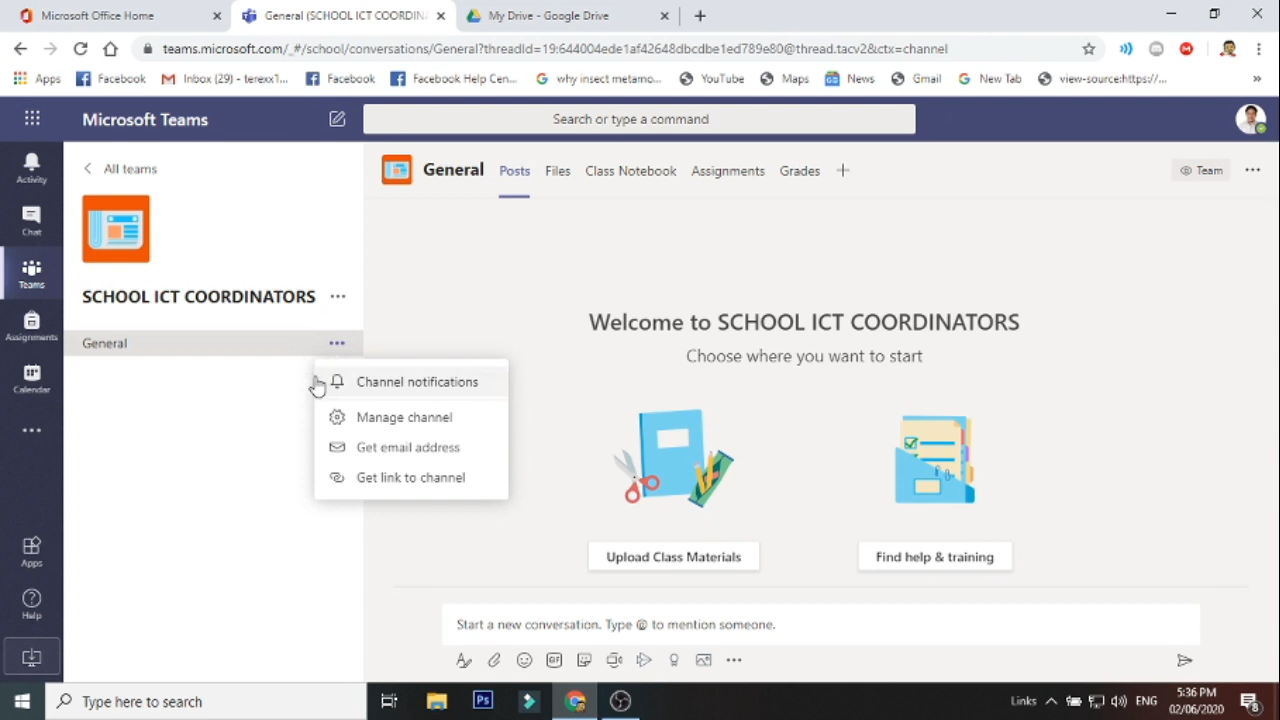 Microsoft Office Home
General (SCHOOL ICT COORDINA
My Drive - Google Drive
teams.microsoft.com/_#/school/conversations/General?threadId=19:644004ede1af42648dbcdbe1ed789e80@thread.tacv2&ctx=channel
Apps
Facebook
Inbox (29) - terexx1...
Facebook
Facebook Help Cen...
why insect metamo...
YouTube
Maps
News
Gmail
New Tab
view-source:https://...
Microsoft Teams
Search or type a command
Activity
Chat
Teams
Assignments
Calendar
Apps
Help
All teams
SCHOOL ICT COORDINATORS
General
Channel notifications
Manage channel
Get email address
Get link to channel
General
Posts
Files
Class Notebook
Assignments
Grades
Team
Welcome to SCHOOL ICT COORDINATORS
Choose where you want to start
Upload Class Materials
Find help & training
Start a new conversation. Type @ to mention someone.
GIF
Type here to search
Ps
Links
ENG
5:36 PM
02/06/2020
8